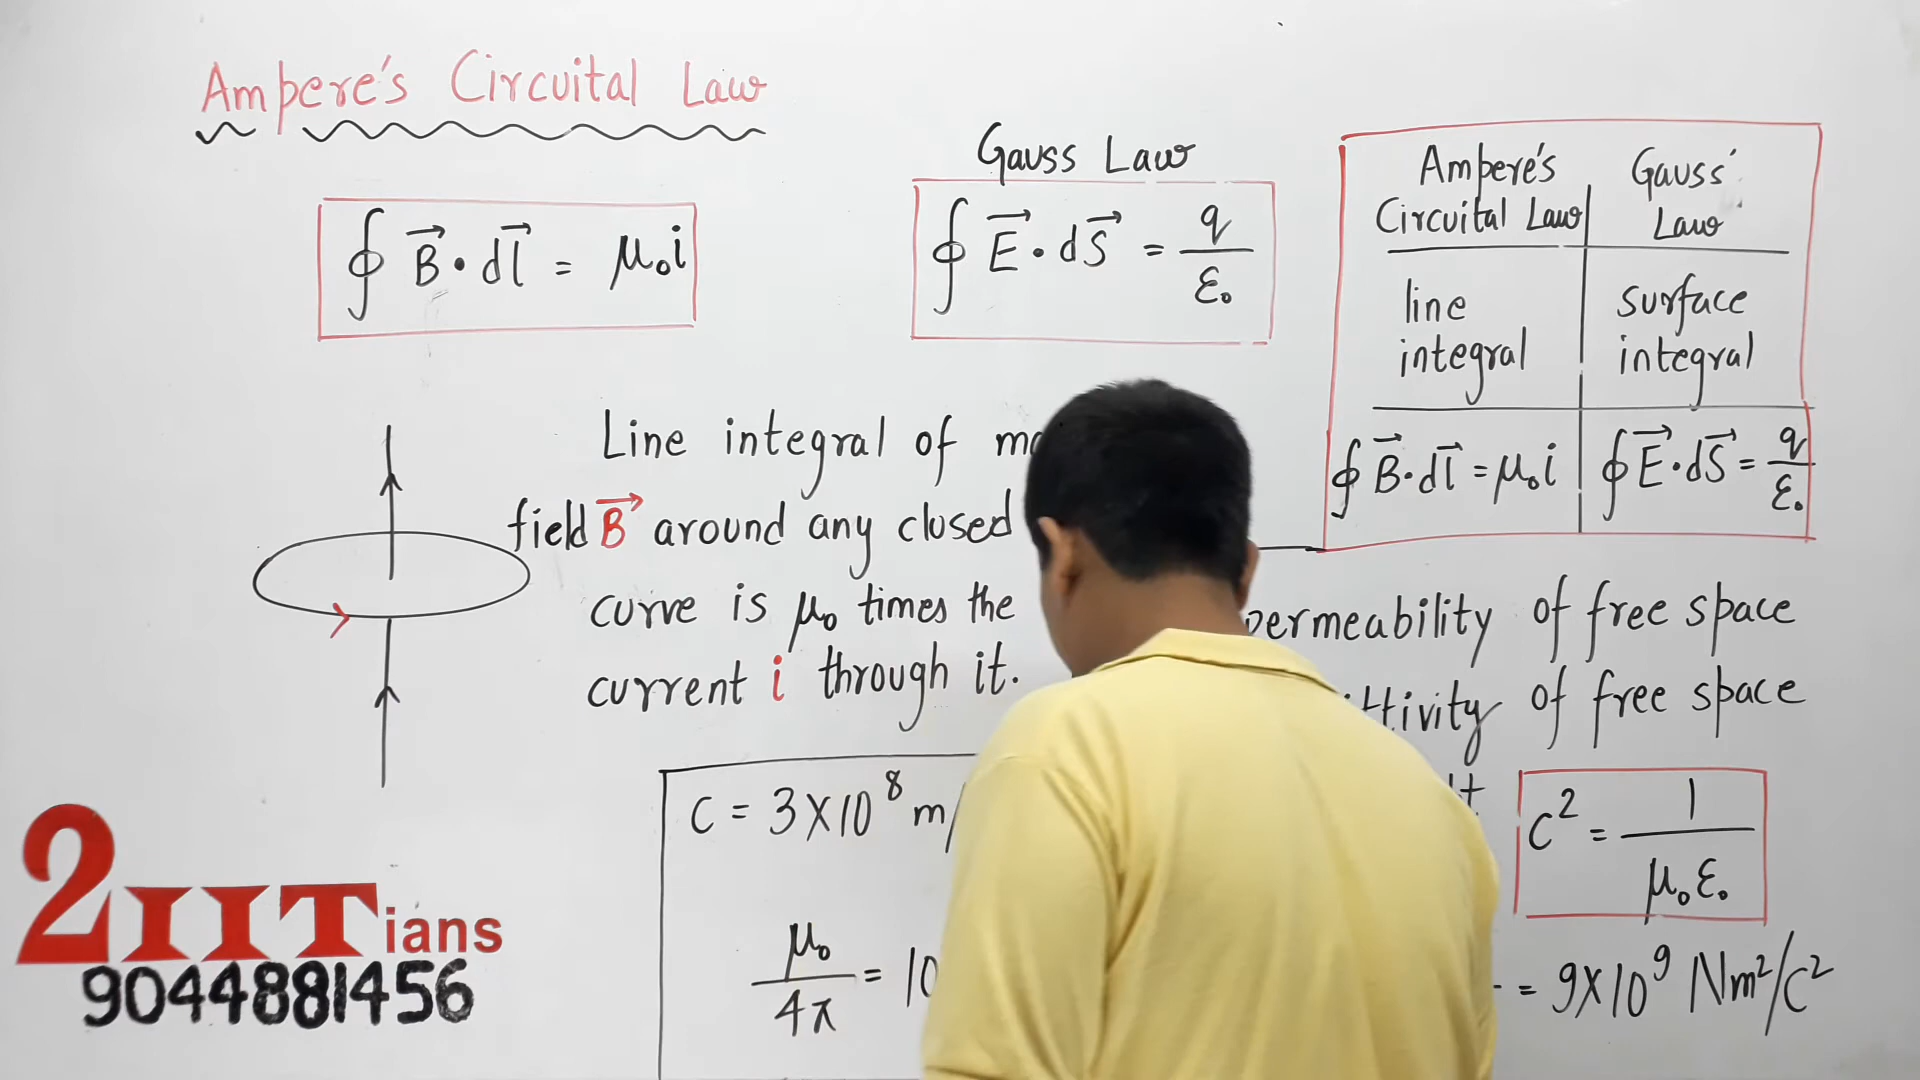 Ampere's Circuital Law
∮ B⃗ · dl⃗ = μ₀i
Gauss Law
∮ E⃗ · dS⃗ = q/ε₀
Ampere's Circuital Law | Gauss' Law
line integral | surface integral
∮ B⃗ · dl⃗ = μ₀i | ∮ E⃗ · dS⃗ = q/ε₀
Line integral of
field B⃗ around any closed
curve is μ₀ times the
current i through it.
permeability of free space
of free space
C = 3×10⁸ m/
C² = 1/μ₀ε₀
μ₀/4π = 10
= 9×10⁹ Nm²/C²
2IITians
9044881456